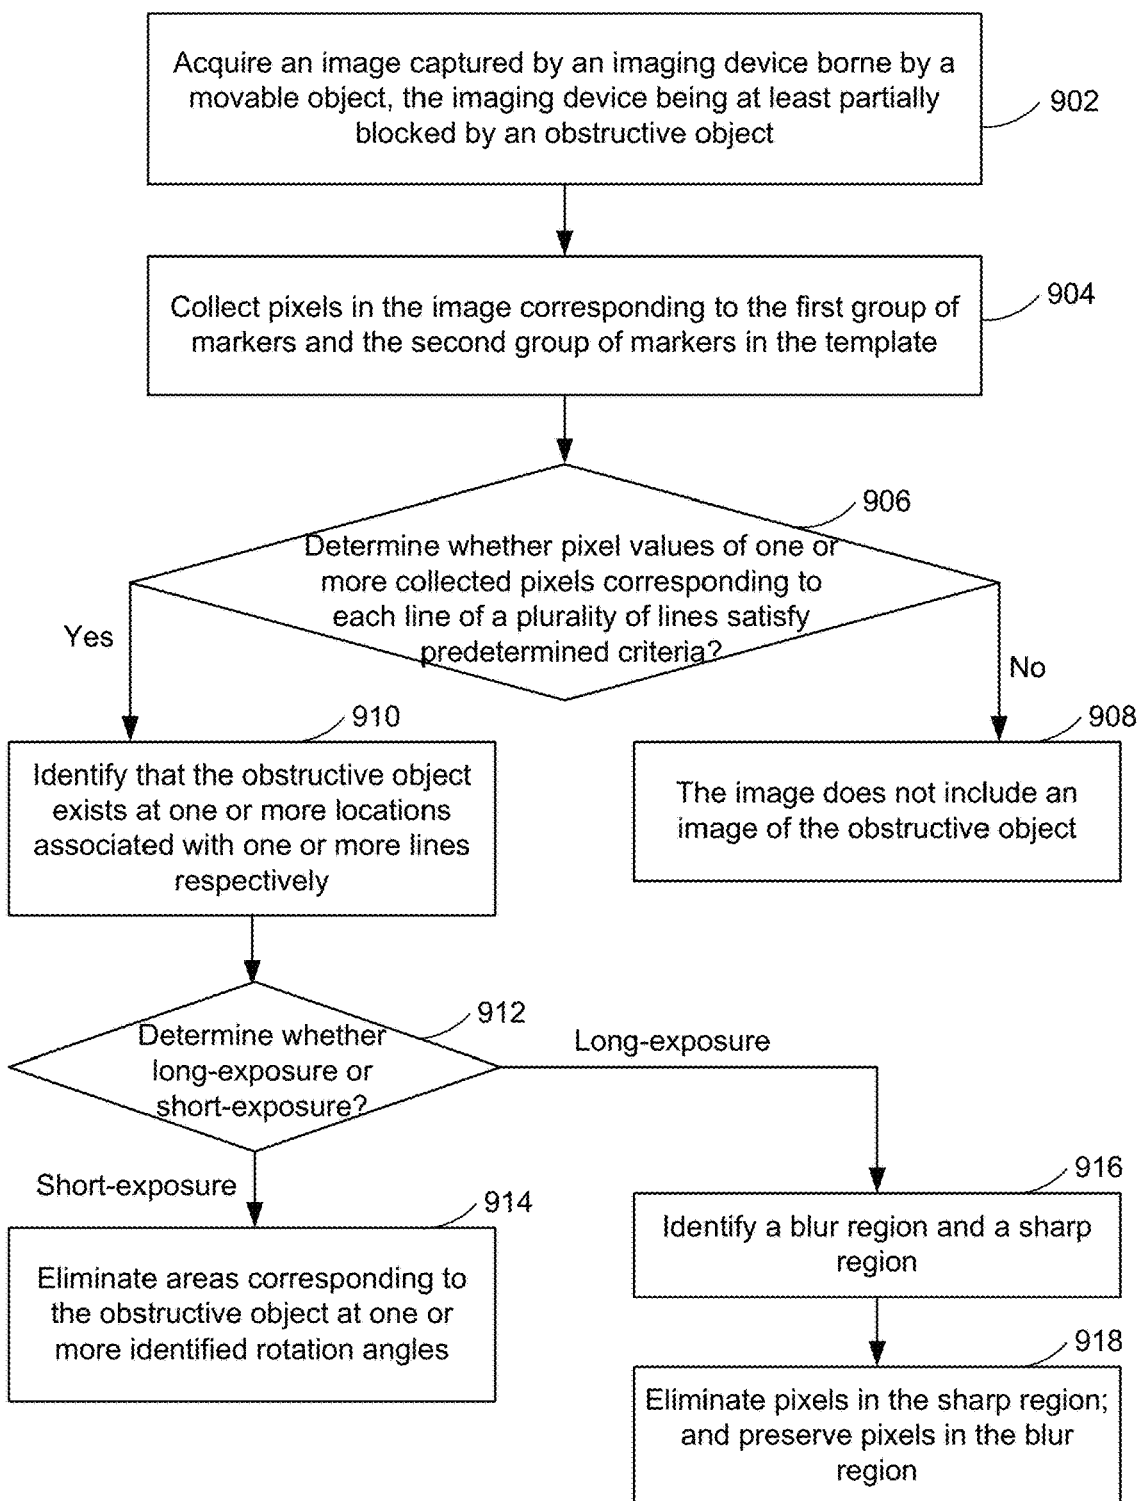 Acquire an image captured by an imaging device borne by a
movable object, the imaging device being at least partially
blocked by an obstructive object
902
Collect pixels in the image corresponding to the first group of
markers and the second group of markers in the template
904
906
Determine whether pixel values of one or
more collected pixels corresponding to
each line of a plurality of lines satisfy
predetermined criteria?
Yes
No
910
Identify that the obstructive object
exists at one or more locations
associated with one or more lines
respectively
908
The image does not include an
image of the obstructive object
912
Determine whether
long-exposure or
short-exposure?
Long-exposure
Short-exposure
914
Eliminate areas corresponding to
the obstructive object at one or
more identified rotation angles
916
Identify a blur region and a sharp
region
918
Eliminate pixels in the sharp region;
and preserve pixels in the blur
region